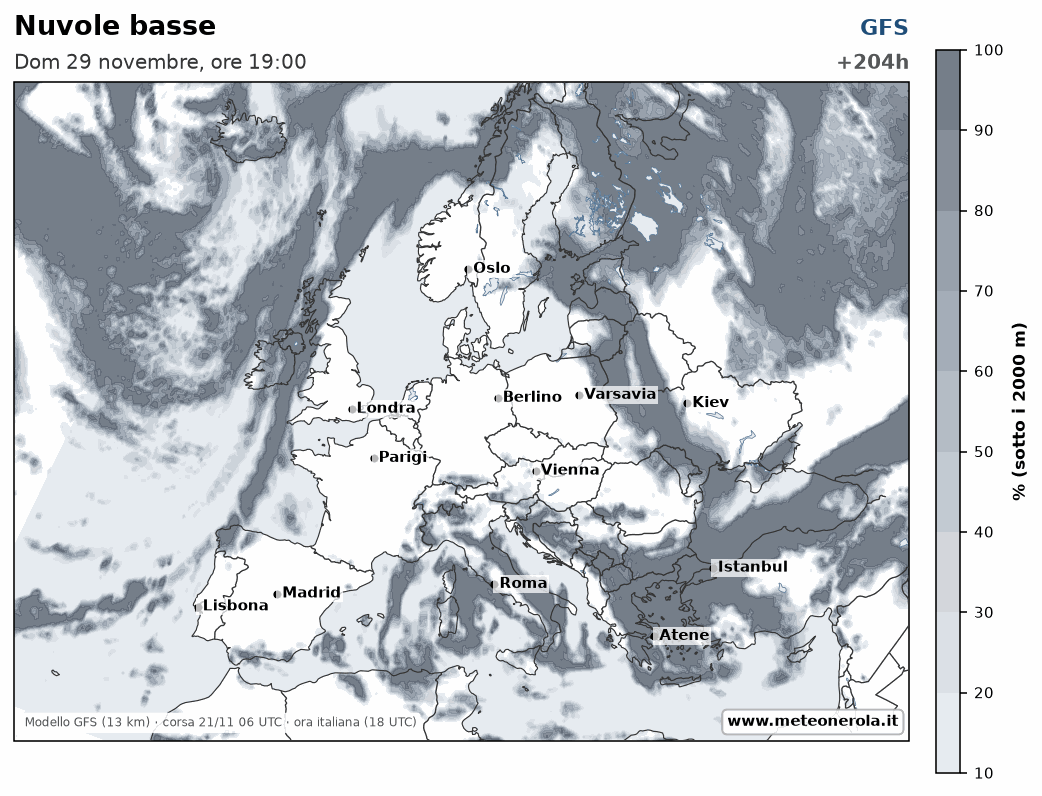 Nuvole basse
GFS
Dom 29 novembre, ore 19:00
+204h
Oslo
Londra
Berlino
Varsavia
Kiev
Parigi
Vienna
Istanbul
Roma
Madrid
Lisbona
Atene
Modello GFS (13 km) · corsa 21/11 06 UTC · ora italiana (18 UTC)
www.meteonerola.it
100
90
80
70
60
50
40
30
20
10
% (sotto i 2000 m)